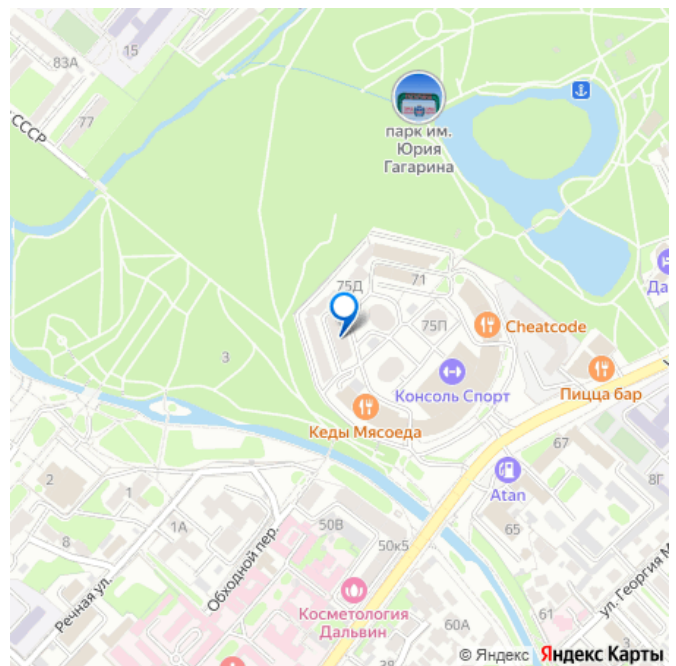 15
83А
77
СССР
парк им.
Юрия
Гагарина
75Д
71
75П
Cheatcode
Да
3
Консоль Спорт
Пицца бар
Кеды Мясоеда
67
Atan
8Г
2
1
1А
8
50В
65
50к5
Обходной пер.
Речная ул.
ул. Георгия М
Косметология
Дальвин
60А
61
38
© Яндекс Яндекс Карты